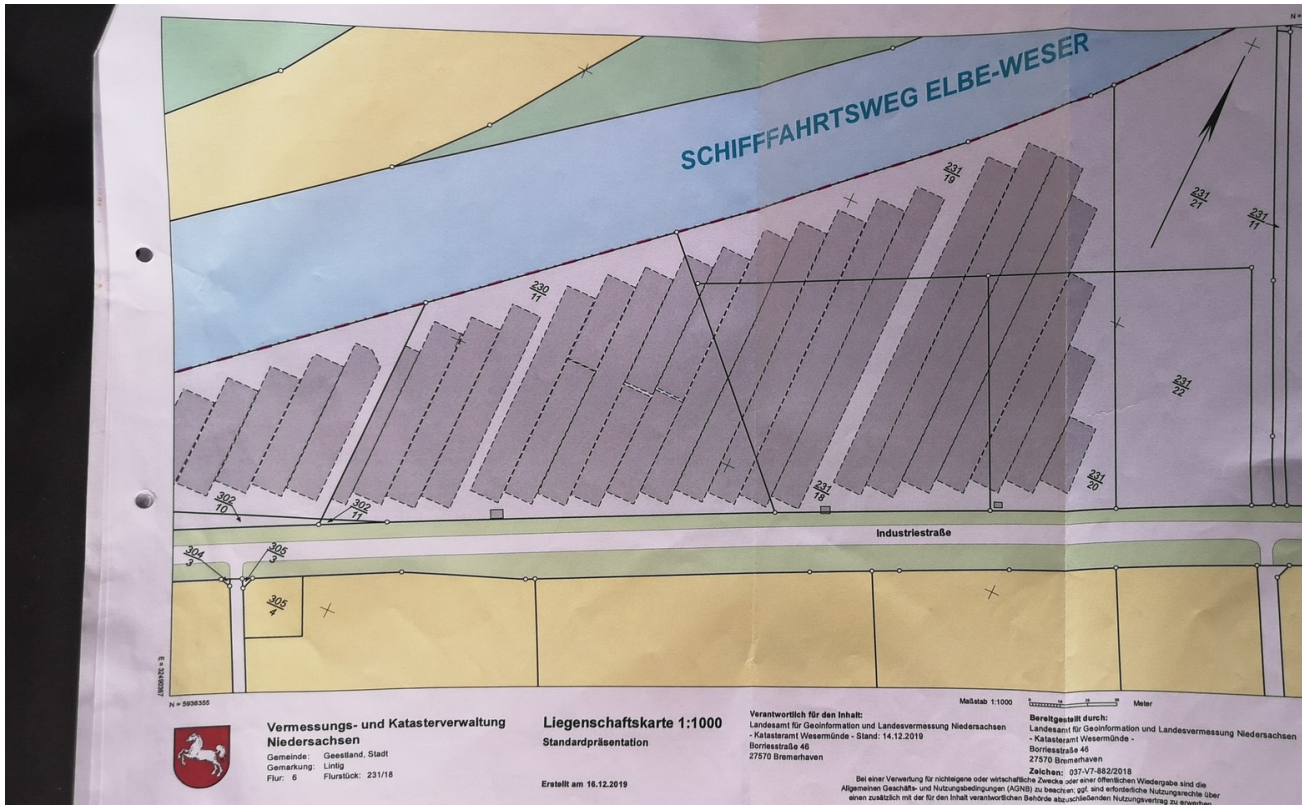 N =
SCHIFFFAHRTSWEG ELBE-WESER
231
19
231
21
231
11
230
11
231
22
231
20
231
18
302
10
302
11
Industriestraße
304
3
305
3
305
4
E = 32490367
N = 5936355
Maßstab 1:1000
Meter
Vermessungs- und Katasterverwaltung
Niedersachsen
Gemeinde: Geestland, Stadt
Gemarkung: Lintig
Flur: 6 Flurstück: 231/18
Liegenschaftskarte 1:1000
Standardpräsentation
Erstellt am 16.12.2019
Verantwortlich für den Inhalt:
Landesamt für Geoinformation und Landesvermessung Niedersachsen
- Katasteramt Wesermünde - Stand: 14.12.2019
Borriesstraße 46
27570 Bremerhaven
Bereitgestellt durch:
Landesamt für Geoinformation und Landesvermessung Niedersachsen
- Katasteramt Wesermünde -
Borriesstraße 46
27570 Bremerhaven
Zeichen: 037-V7-882/2018
Bei einer Verwertung für nichteigene oder wirtschaftliche Zwecke oder einer öffentlichen Wiedergabe sind die
Allgemeinen Geschäfts- und Nutzungsbedingungen (AGNB) zu beachten; ggf. sind erforderliche Nutzungsrechte über
einen zusätzlich mit der für den Inhalt verantwortlichen Behörde abzuschließenden Nutzungsvertrag zu erwerben